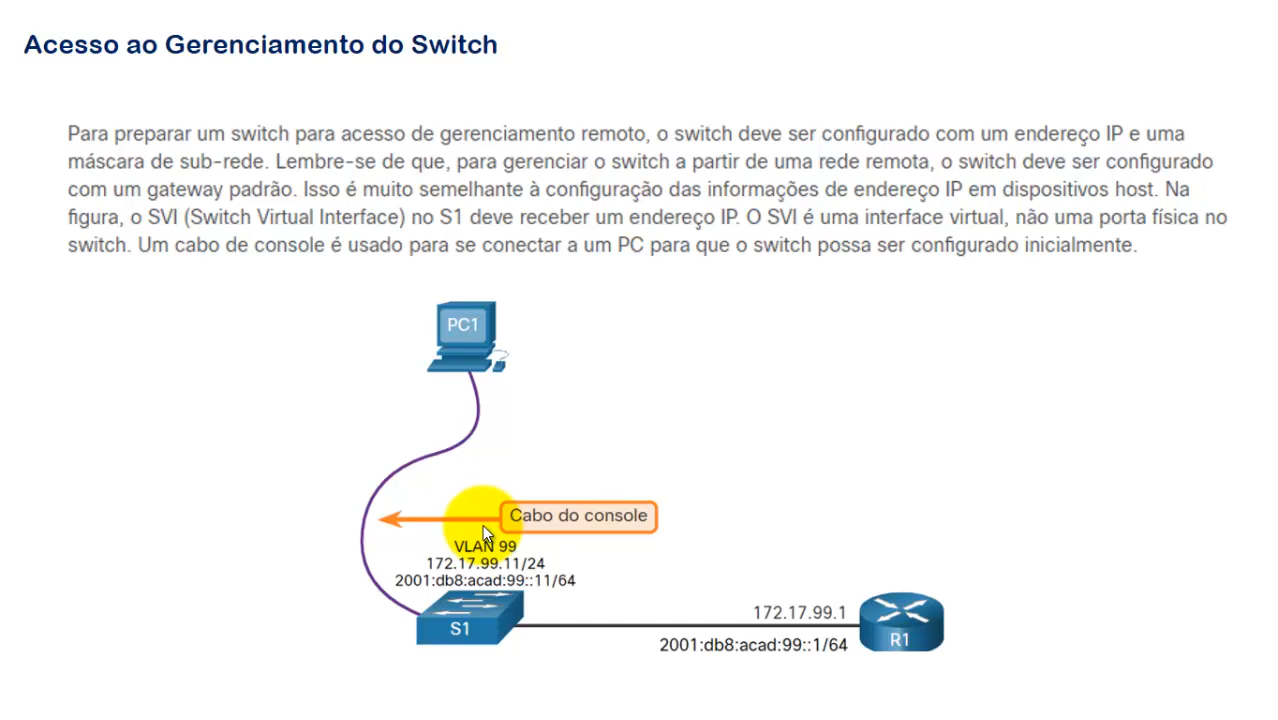 Acesso ao Gerenciamento do Switch
Para preparar um switch para acesso de gerenciamento remoto, o switch deve ser configurado com um endereço IP e uma
máscara de sub-rede. Lembre-se de que, para gerenciar o switch a partir de uma rede remota, o switch deve ser configurado
com um gateway padrão. Isso é muito semelhante à configuração das informações de endereço IP em dispositivos host. Na
figura, o SVI (Switch Virtual Interface) no S1 deve receber um endereço IP. O SVI é uma interface virtual, não uma porta física no
switch. Um cabo de console é usado para se conectar a um PC para que o switch possa ser configurado inicialmente.
PC1
Cabo do console
VLAN 99
172.17.99.11/24
2001:db8:acad:99::11/64
S1
172.17.99.1
2001:db8:acad:99::1/64
R1